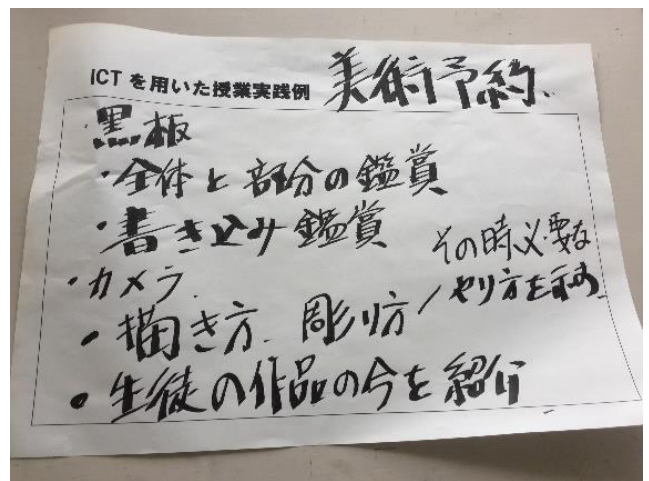 ICTを用いた授業実践例 美術予約、
・黒板
・全体と部分の鑑賞
・書き込み鑑賞
・カメラ
・描き方、彫り方／その時必要な
やり方を示す
・生徒の作品の今を紹介